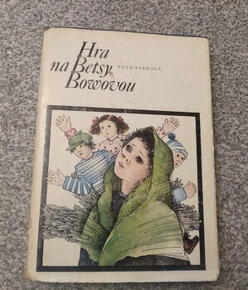 Hra
na Betsy
RUTH PARKOVÁ
Bowovou